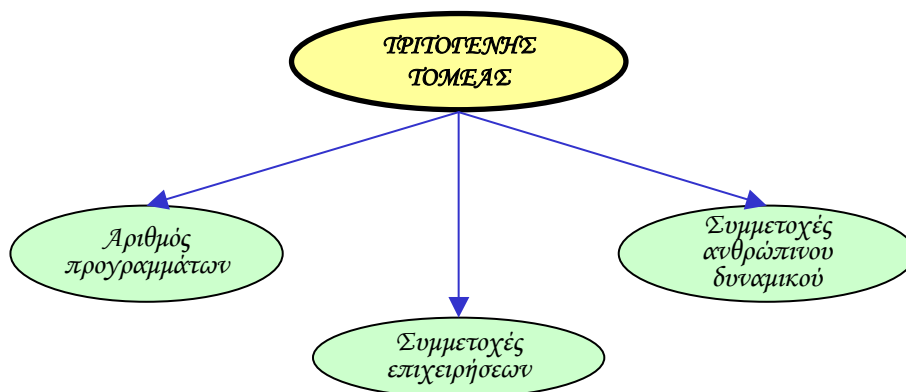 ΤΡΙΤΟΓΕΝΗΣ
ΤΟΜΕΑΣ
Αριθμός
προγραμμάτων
Συμμετοχές
επιχειρήσεων
Συμμετοχές
ανθρώπινου
δυναμικού